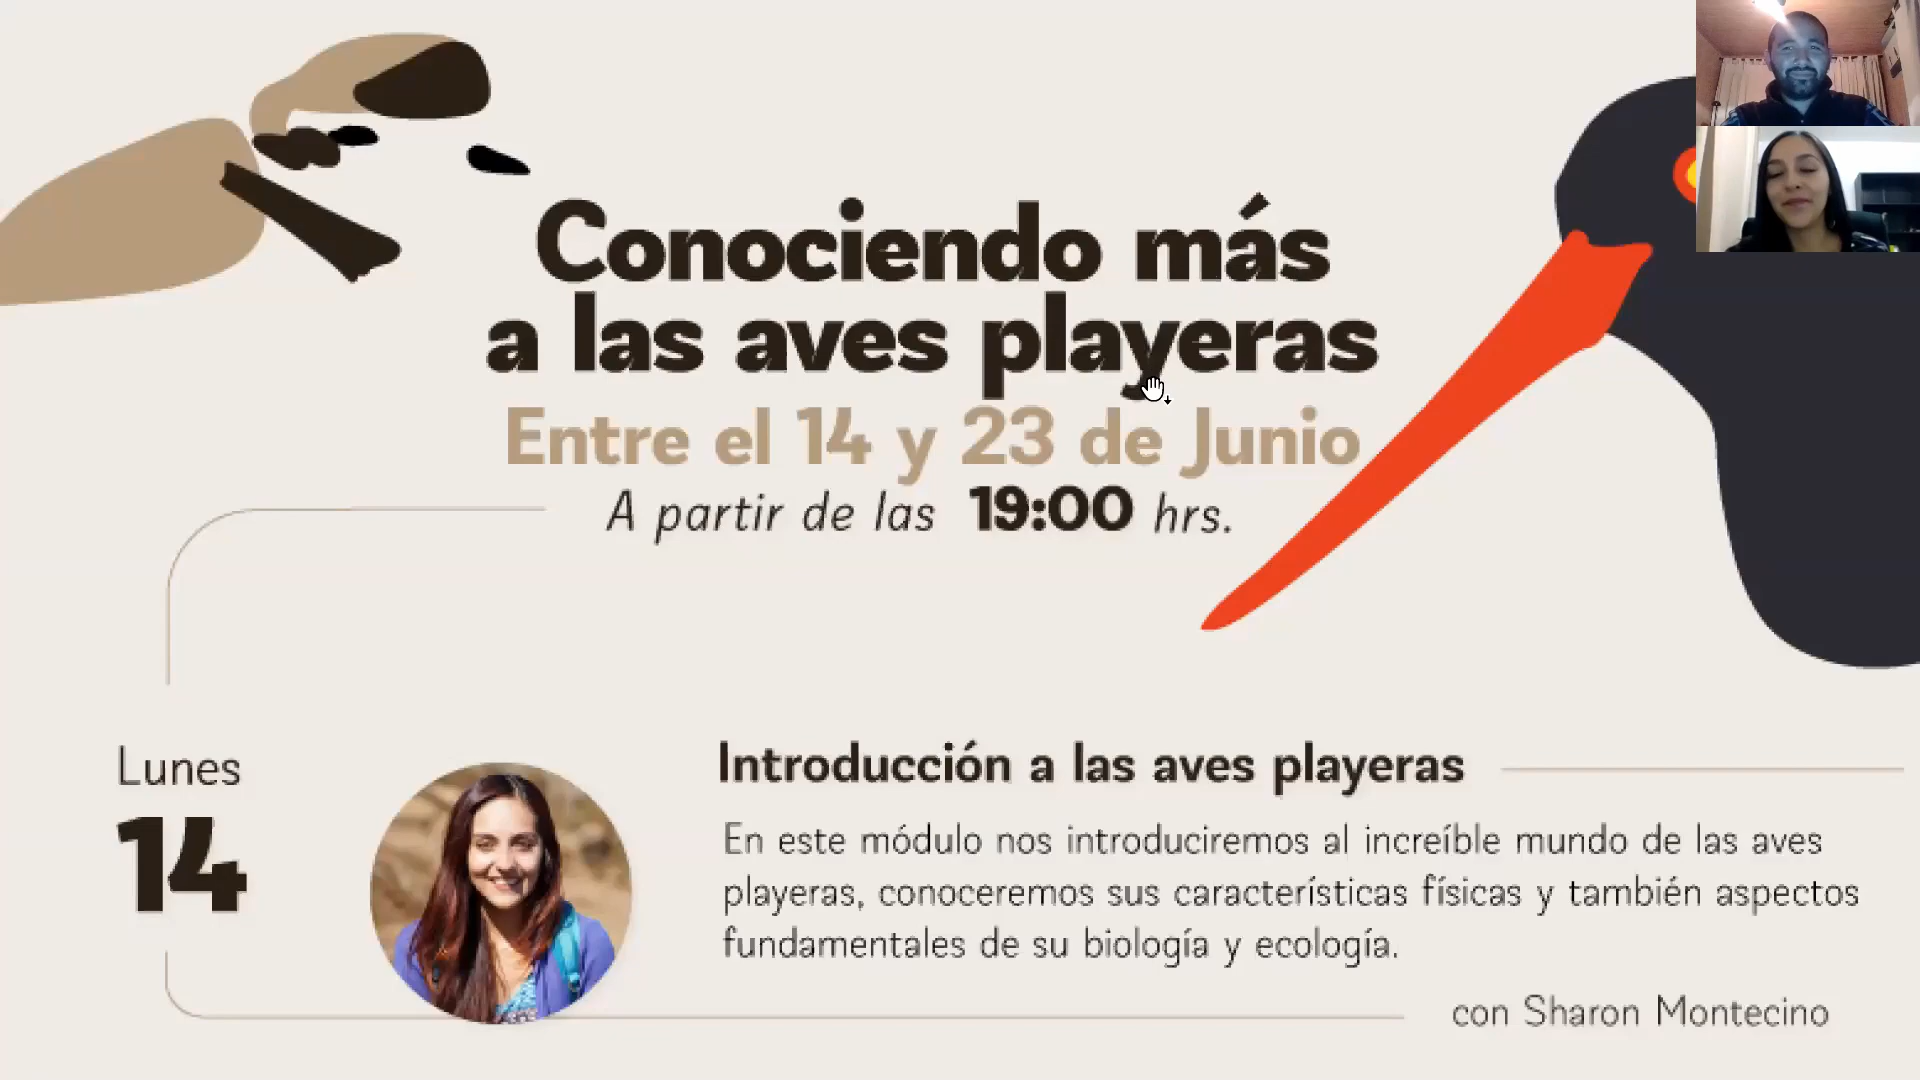 Conociendo más
a las aves playeras
Entre el 14 y 23 de Junio
A partir de las 19:00 hrs.
Lunes
14
Introducción a las aves playeras
En este módulo nos introduciremos al increíble mundo de las aves
playeras, conoceremos sus características físicas y también aspectos
fundamentales de su biología y ecología.
con Sharon Montecino